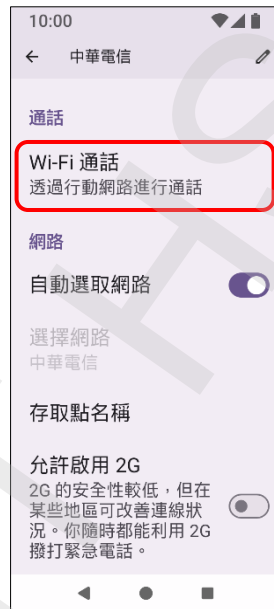 10:00
中華電信
通話
Wi-Fi 通話
透過行動網路進行通話
網路
自動選取網路
選擇網路
中華電信
存取點名稱
允許啟用 2G
2G 的安全性較低，但在
某些地區可改善連線狀
況。你隨時都能利用 2G
撥打緊急電話。